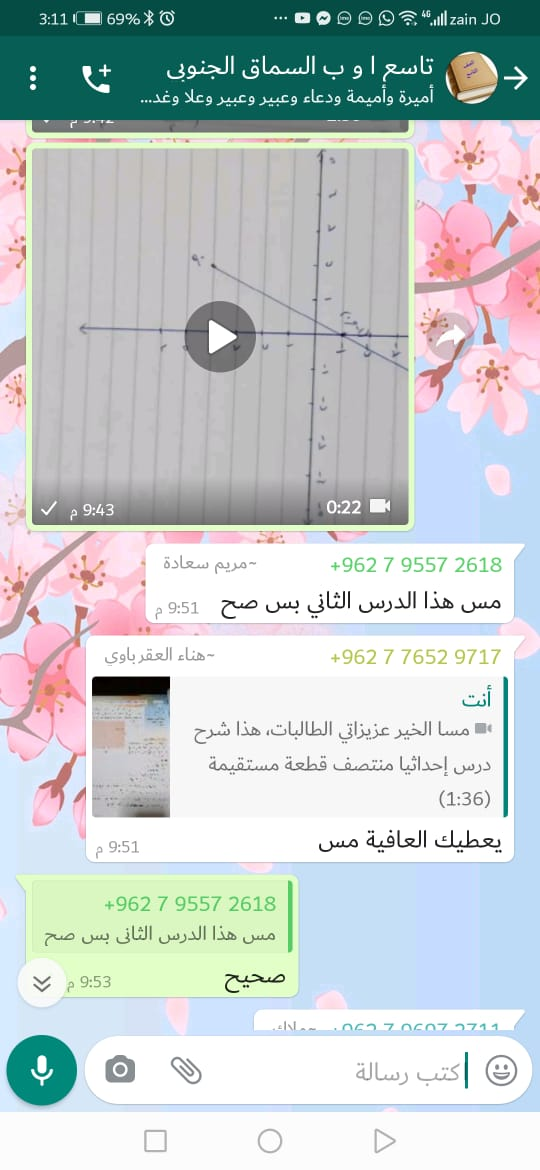 3:11 69% 4G zain JO
تاسع ا و ب السماق الجنوبي
أميرة وأميمة ودعاء وعبير وعبير وعلا وغد...
9:43 م
0:22
+962 7 9557 2618 ~مريم سعادة
مس هذا الدرس الثاني بس صح
9:51 م
+962 7 7652 9717 ~هناء العقرباوي
أنت
مسا الخير عزيزاتي الطالبات، هذا شرح
درس إحداثيا منتصف قطعة مستقيمة
(1:36)
يعطيك العافية مس
9:51 م
+962 7 9557 2618
مس هذا الدرس الثاني بس صح
صحيح
9:53 م
كتب رسالة